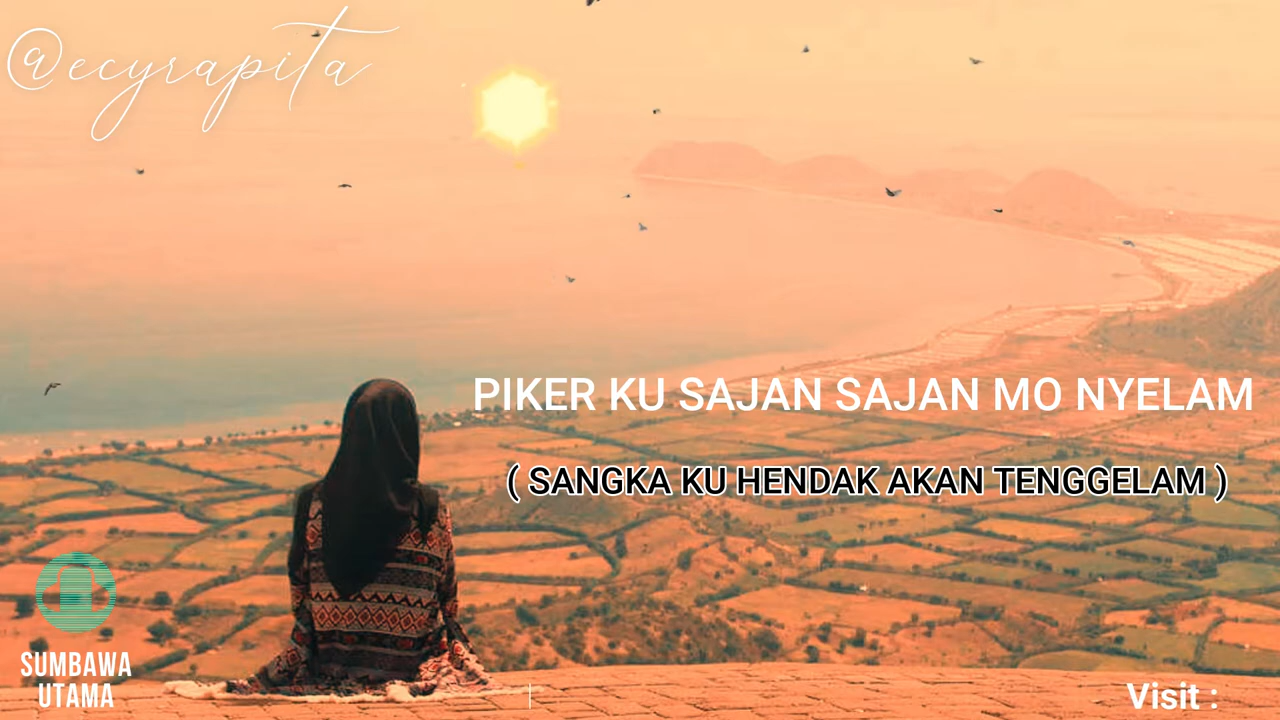 @ecyrapita
PIKER KU SAJAN SAJAN MO NYELAM
( SANGKA KU HENDAK AKAN TENGGELAM )
SUMBAWA
UTAMA
Visit :